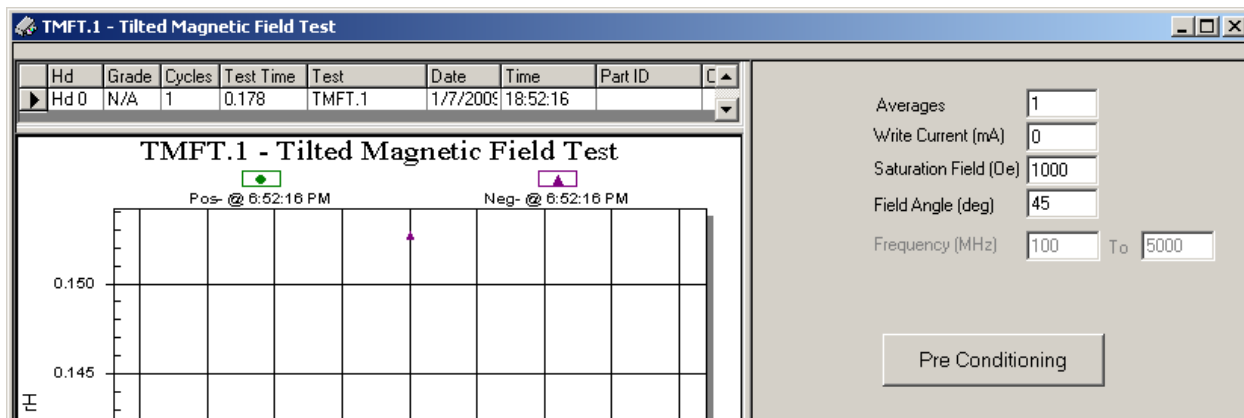 TMFT.1 - Tilted Magnetic Field Test
Hd Grade Cycles Test Time Test Date Time Part ID
Hd 0 N/A 1 0.178 TMFT.1 1/7/2009 18:52:16
TMFT.1 - Tilted Magnetic Field Test
Pos- @ 6:52:16 PM Neg- @ 6:52:16 PM
0.150
0.145
Averages 1
Write Current (mA) 0
Saturation Field (Oe) 1000
Field Angle (deg) 45
Frequency (MHz) 100 To 5000
Pre Conditioning